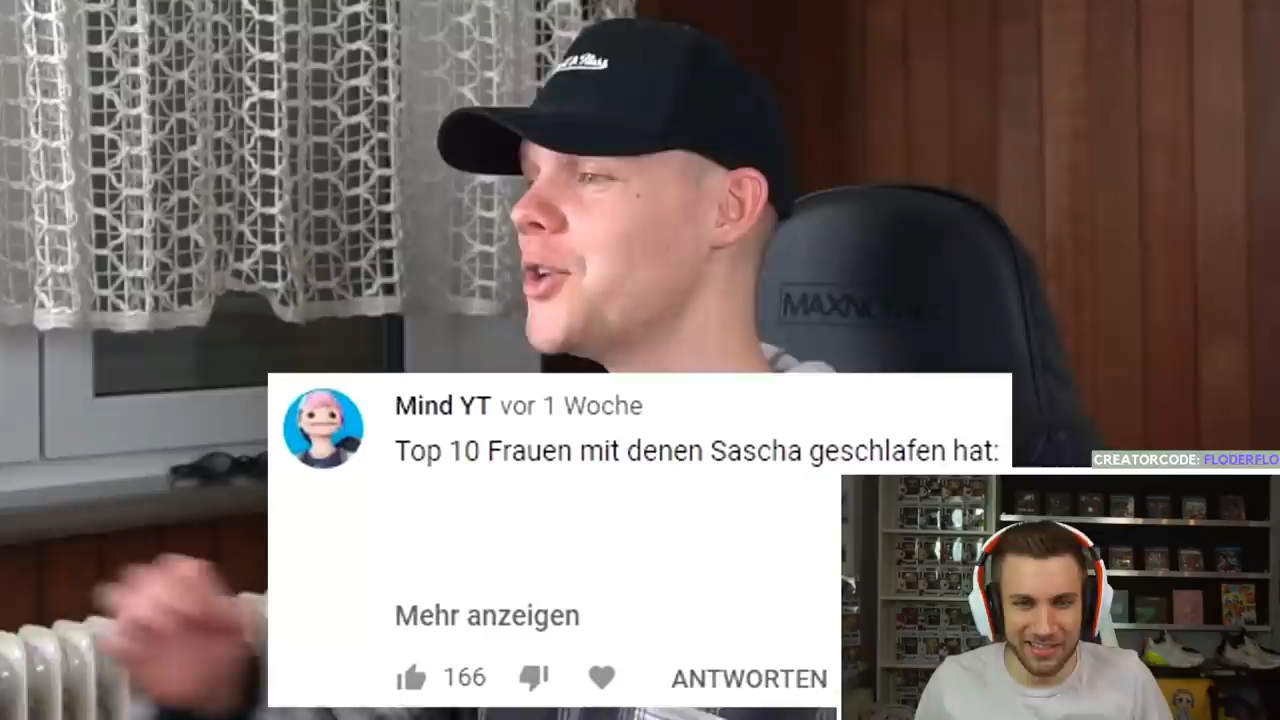 MAXNO
Mind YT vor 1 Woche
Top 10 Frauen mit denen Sascha geschlafen hat:
CREATORCODE: FLODERFLO
Mehr anzeigen
166
ANTWORTEN